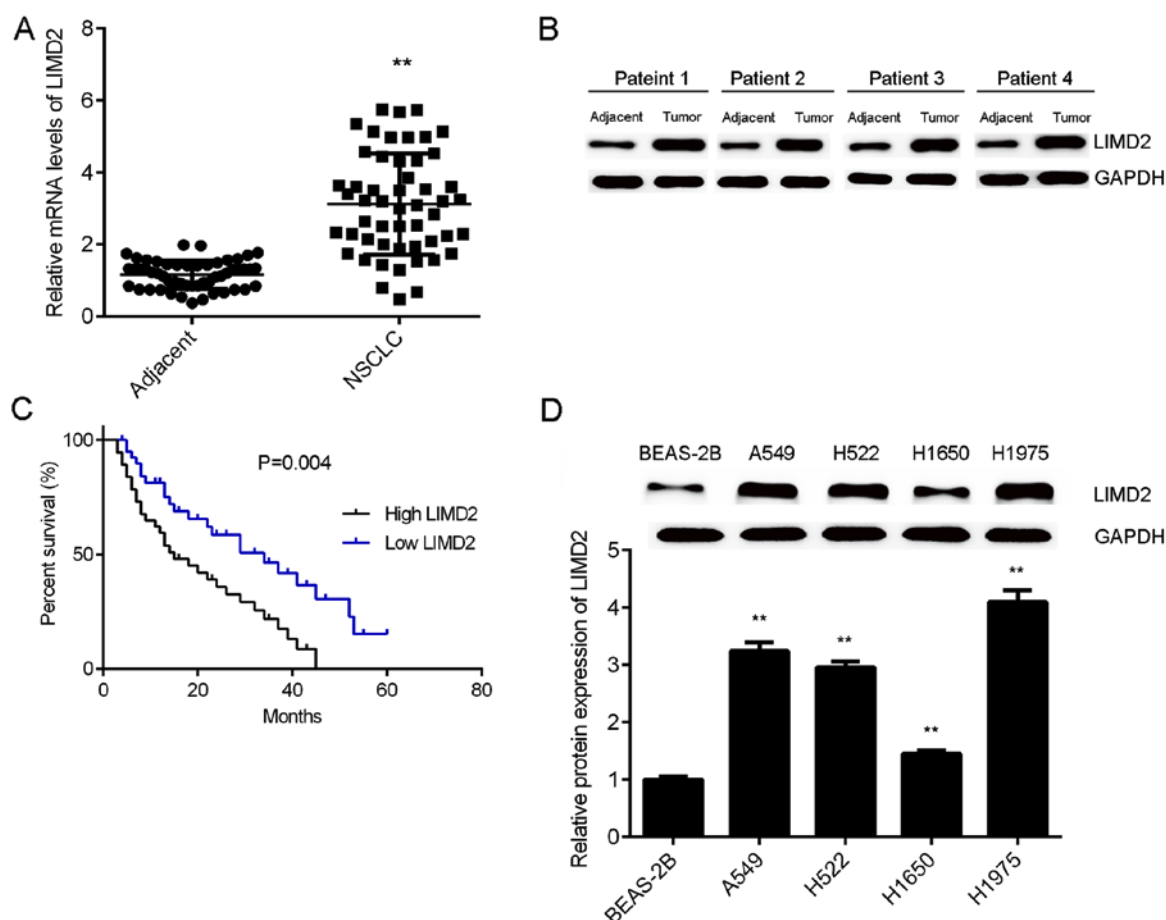 A
Relative mRNA levels of LIMD2
8
6
4
2
0
**
Adjacent
NSCLC
B
Pateint 1 Patient 2 Patient 3 Patient 4
Adjacent Tumor Adjacent Tumor Adjacent Tumor Adjacent Tumor
LIMD2
GAPDH
C
Percent survival (%)
100
50
0
P=0.004
High LIMD2
Low LIMD2
0 20 40 60 80
Months
D
BEAS-2B A549 H522 H1650 H1975
LIMD2
GAPDH
Relative protein expression of LIMD2
5
4
3
2
1
0
** ** ** **
BEAS-2B A549 H522 H1650 H1975